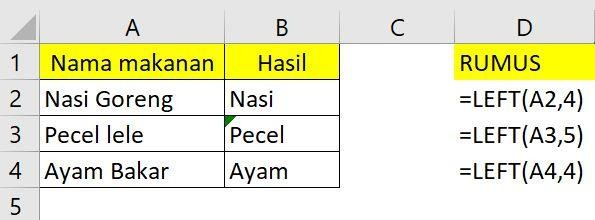 A B C D
1 Nama makanan Hasil RUMUS
2 Nasi Goreng Nasi =LEFT(A2,4)
3 Pecel lele Pecel =LEFT(A3,5)
4 Ayam Bakar Ayam =LEFT(A4,4)
5